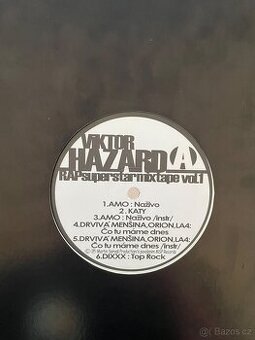 VIKTOR
HAZARD A
RAPsuperstarmixtape vol.1
1.AMO : Naživo
2. KATY
3.AMO : Naživo /instr/
4.DRVIVÁ MENŠINA,ORION,LA4:
Čo tu máme dnes
5.DRVIVÁ MENŠINA,ORION,LA4:
Čo tu máme dnes /instr/
6.DIXXX : Top Rock
bazos.cz